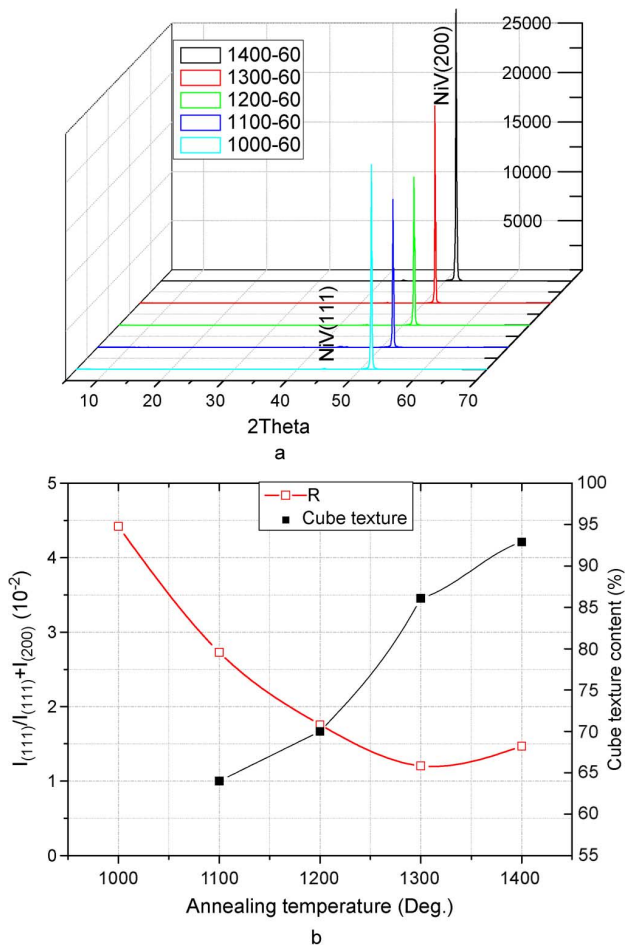 25000
1400-60
1300-60
1200-60
1100-60
1000-60
NiV(200)
20000
15000
10000
5000
NiV(111)
10 20 30 40 50 60 70
2Theta
a
5 100
R
Cube texture
95
4 90
85
3 80
75
2 70
65
1 60
0 55
I(111)/I(111)+I(200) (10-2)
Cube texture content (%)
1000 1100 1200 1300 1400
Annealing temperature (Deg.)
b